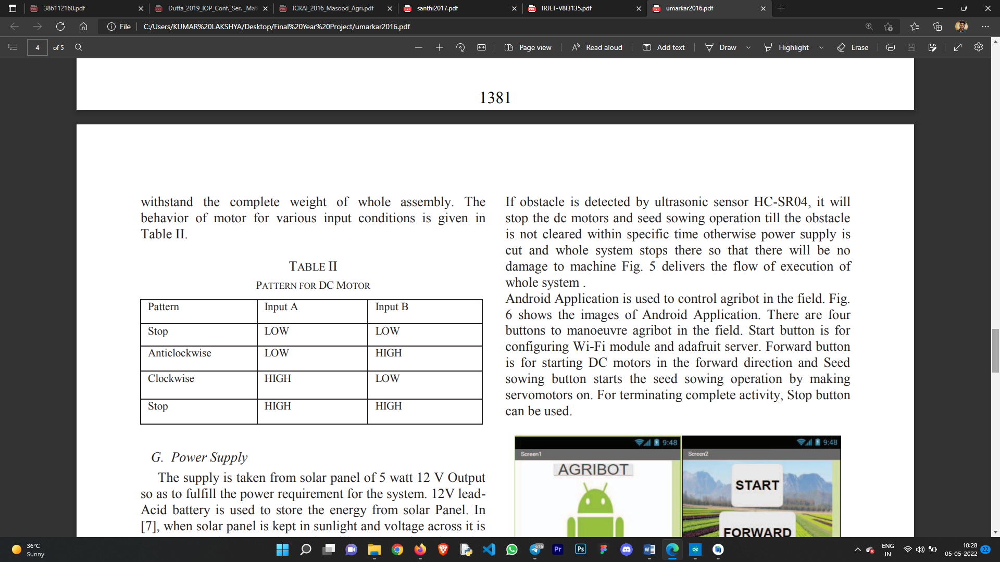 386112160.pdf
Dutta_2019_IOP_Conf._Ser._Mat
ICRAI_2016_Masood_Agri.pdf
santhi2017.pdf
IRJET-V8I3135.pdf
umarkar2016.pdf
File
C:/Users/KUMAR%20LAKSHYA/Desktop/Final%20Year%20Project/umarkar2016.pdf
4 of 5
Page view
Read aloud
Add text
Draw
Highlight
Erase
1381
withstand the complete weight of whole assembly. The
behavior of motor for various input conditions is given in
Table II.
TABLE II
PATTERN FOR DC MOTOR
Pattern Input A Input B
Stop LOW LOW
Anticlockwise LOW HIGH
Clockwise HIGH LOW
Stop HIGH HIGH
G. Power Supply
The supply is taken from solar panel of 5 watt 12 V Output
so as to fulfill the power requirement for the system. 12V lead-
Acid battery is used to store the energy from solar Panel. In
[7], when solar panel is kept in sunlight and voltage across it is
If obstacle is detected by ultrasonic sensor HC-SR04, it will
stop the dc motors and seed sowing operation till the obstacle
is not cleared within specific time otherwise power supply is
cut and whole system stops there so that there will be no
damage to machine Fig. 5 delivers the flow of execution of
whole system .
Android Application is used to control agribot in the field. Fig.
6 shows the images of Android Application. There are four
buttons to manoeuvre agribot in the field. Start button is for
configuring Wi-Fi module and adafruit server. Forward button
is for starting DC motors in the forward direction and Seed
sowing button starts the seed sowing operation by making
servomotors on. For terminating complete activity, Stop button
can be used.
9:48
Screen1
AGRIBOT
9:48
Screen2
START
FORWARD
36°C
Sunny
616
Pr
Ps
ENG
IN
10:28
05-05-2022
22